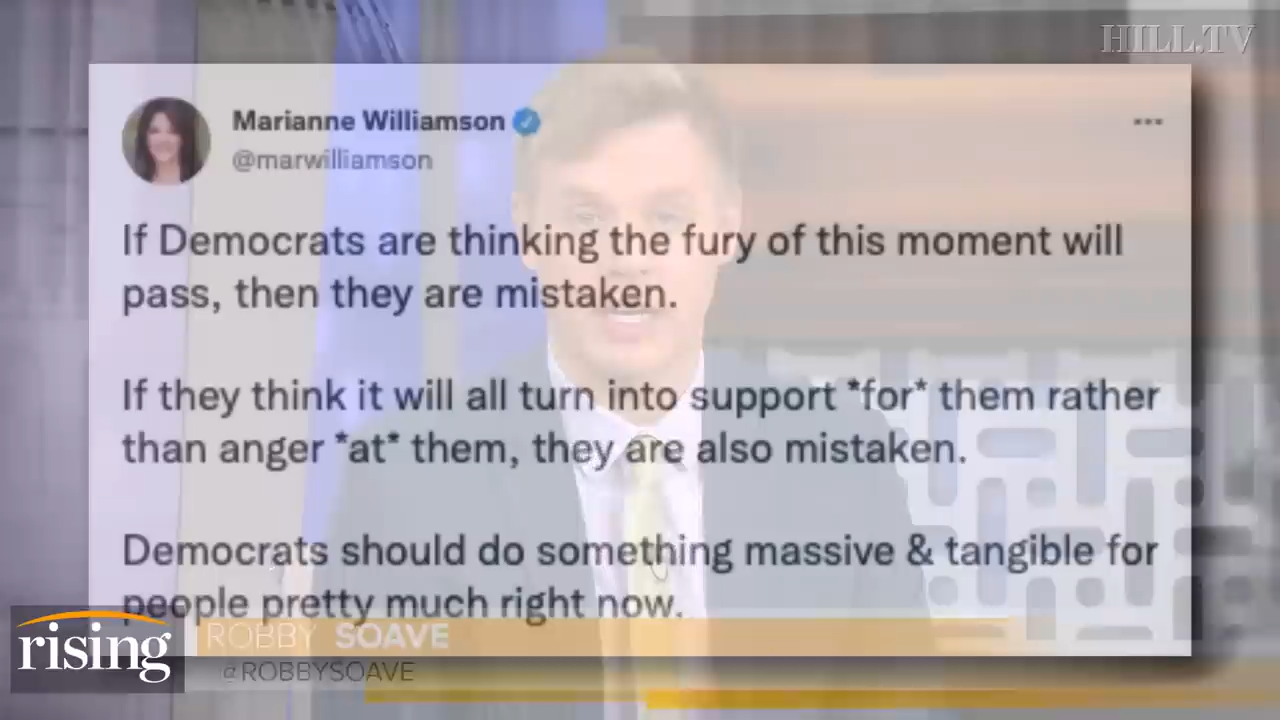 HILL.TV
Marianne Williamson
@marwilliamson
If Democrats are thinking the fury of this moment will
pass, then they are mistaken.
If they think it will all turn into support *for* them rather
than anger *at* them, they are also mistaken.
Democrats should do something massive & tangible for
people pretty much right now.
rising
ROBBY SOAVE
@ROBBYSOAVE